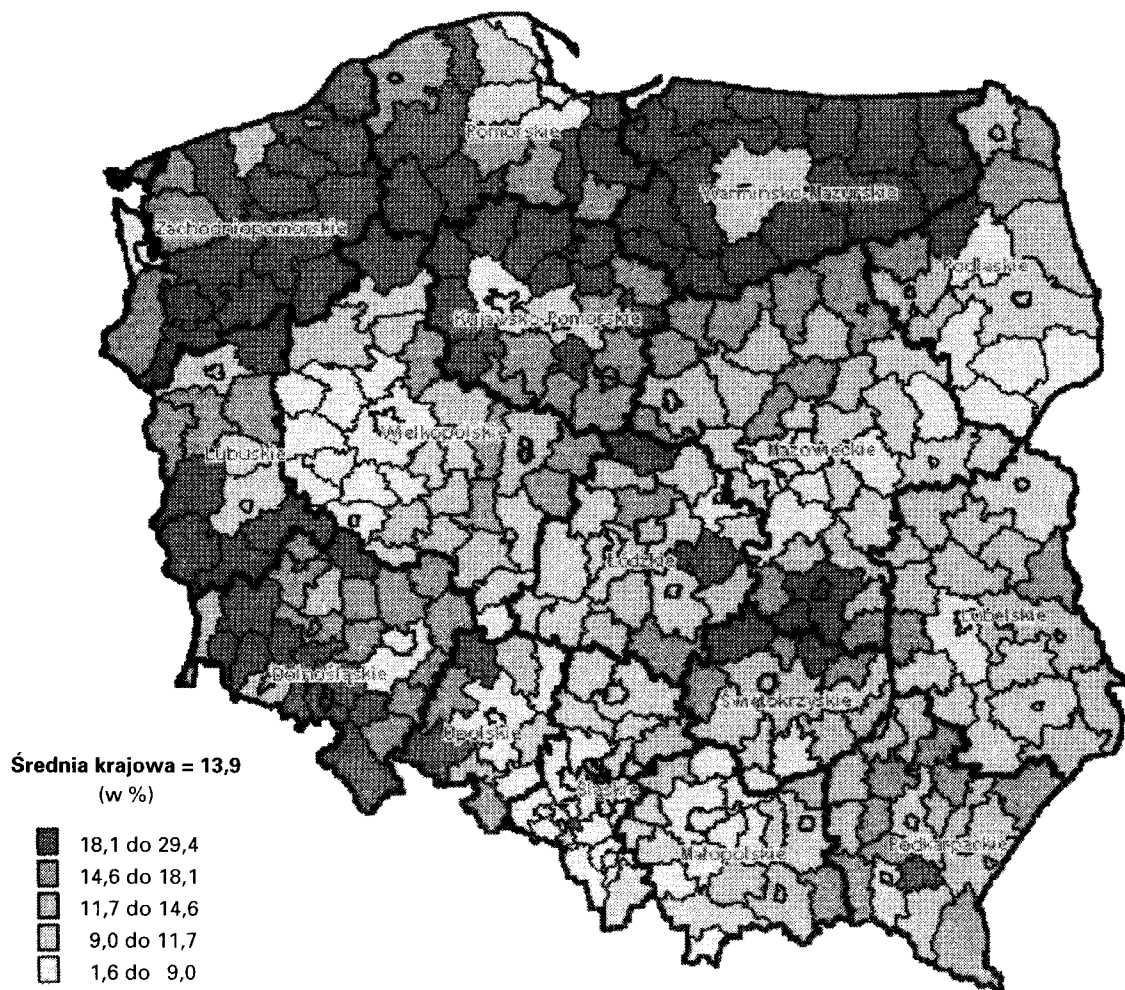 Pomorskie
Warmińsko-Mazurskie
Zachodniopomorskie
Podlaskie
Kujawsko-Pomorskie
Wielkopolskie
Mazowieckie
Lubuskie
Łódzkie
Lubelskie
Dolnośląskie
Świętokrzyskie
Opolskie
Średnia krajowa = 13,9
(w %)
Śląskie
18,1 do 29,4
Podkarpackie
Małopolskie
14,6 do 18,1
11,7 do 14,6
9,0 do 11,7
1,6 do 9,0